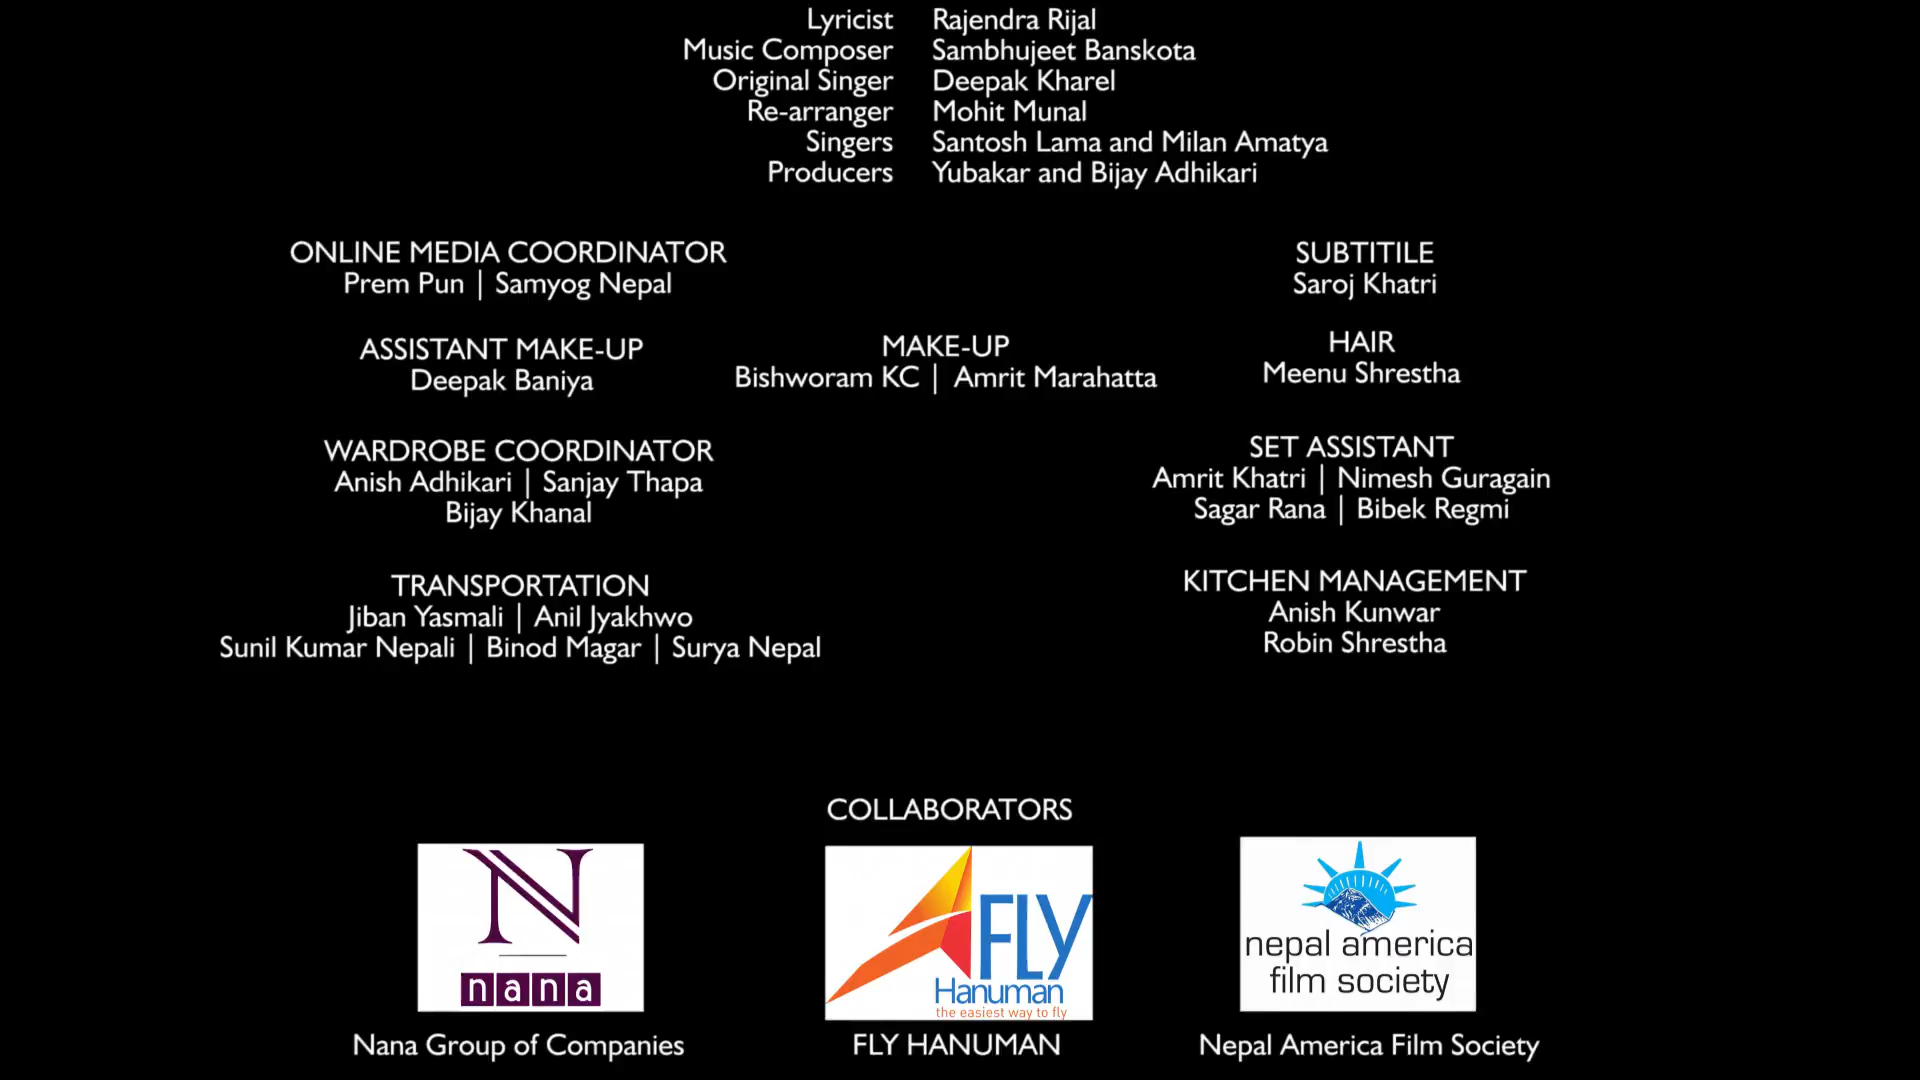 Lyricist Rajendra Rijal
Music Composer Sambhujeet Banskota
Original Singer Deepak Kharel
Re-arranger Mohit Munal
Singers Santosh Lama and Milan Amatya
Producers Yubakar and Bijay Adhikari
ONLINE MEDIA COORDINATOR
Prem Pun | Samyog Nepal
SUBTITILE
Saroj Khatri
ASSISTANT MAKE-UP
Deepak Baniya
MAKE-UP
Bishworam KC | Amrit Marahatta
HAIR
Meenu Shrestha
WARDROBE COORDINATOR
Anish Adhikari | Sanjay Thapa
Bijay Khanal
SET ASSISTANT
Amrit Khatri | Nimesh Guragain
Sagar Rana | Bibek Regmi
TRANSPORTATION
Jiban Yasmali | Anil Jyakhwo
Sunil Kumar Nepali | Binod Magar | Surya Nepal
KITCHEN MANAGEMENT
Anish Kunwar
Robin Shrestha
COLLABORATORS
N
nana
Nana Group of Companies
FLY
Hanuman
the easiest way to fly
FLY HANUMAN
nepal america
film society
Nepal America Film Society